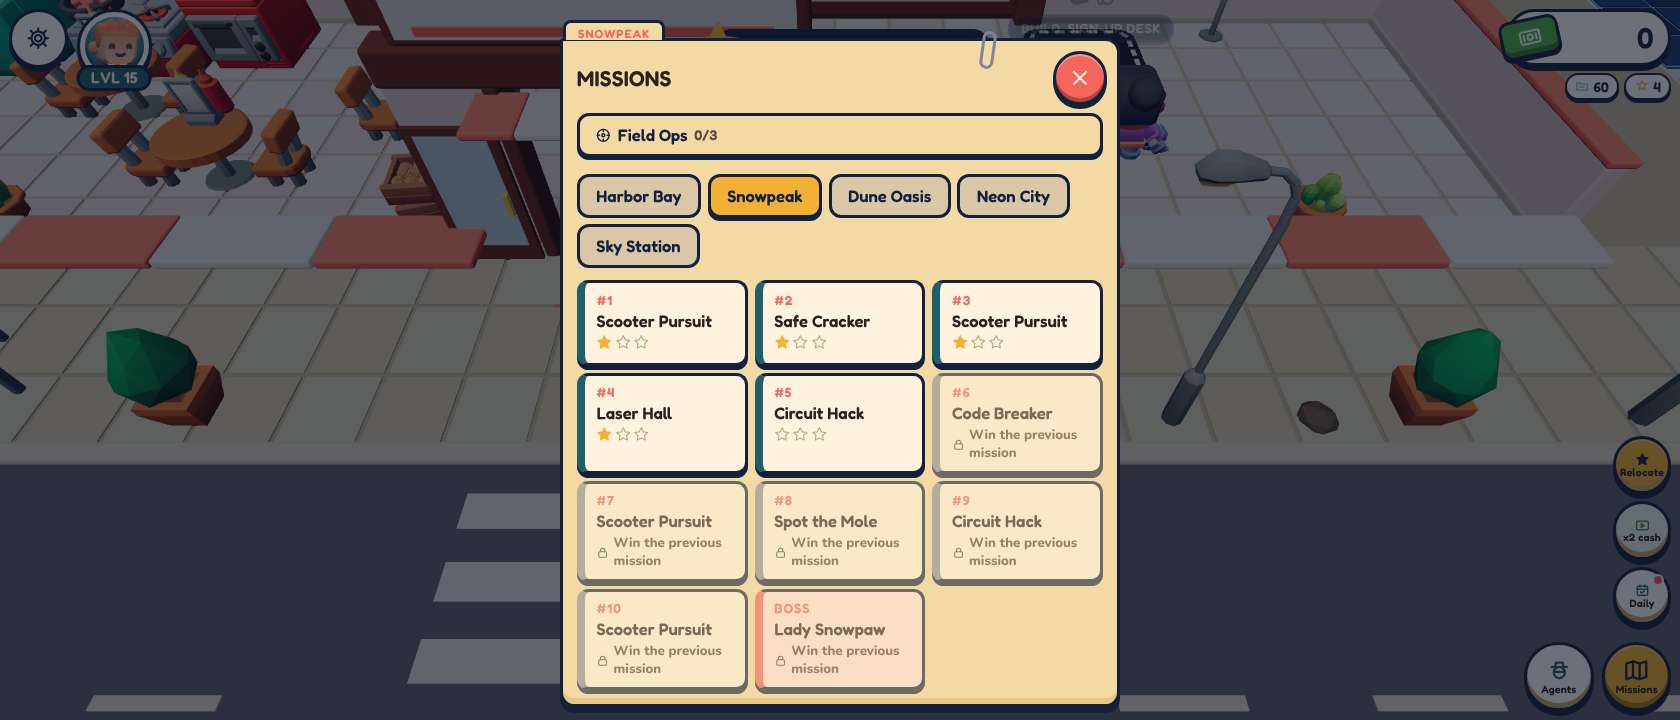 SNOWPEAK
BUILD SIGN-UP DESK
MISSIONS
LVL 15
0
60
4
Field Ops 0/3
Harbor Bay
Snowpeak
Dune Oasis
Neon City
Sky Station
#1
Scooter Pursuit
#2
Safe Cracker
#3
Scooter Pursuit
#4
Laser Hall
#5
Circuit Hack
#6
Code Breaker
Win the previous
mission
#7
Scooter Pursuit
Win the previous
mission
#8
Spot the Mole
Win the previous
mission
#9
Circuit Hack
Win the previous
mission
#10
Scooter Pursuit
Win the previous
mission
BOSS
Lady Snowpaw
Win the previous
mission
Relocate
x2 cash
Daily
Agents
Missions